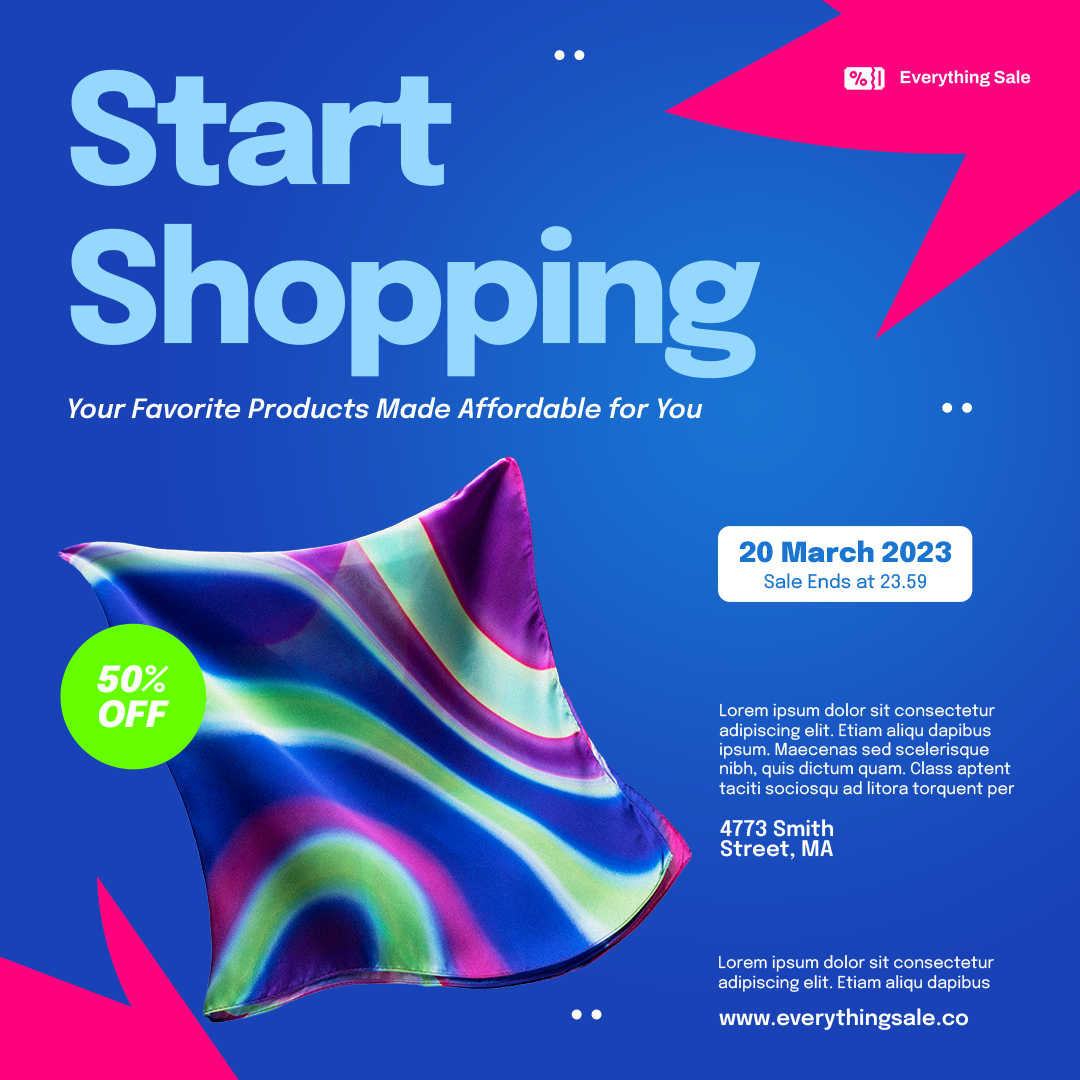 Everything Sale
Start
Shopping
Your Favorite Products Made Affordable for You
20 March 2023
Sale Ends at 23.59
50%
OFF
Lorem ipsum dolor sit consectetur
adipiscing elit. Etiam aliqu dapibus
ipsum. Maecenas sed scelerisque
nibh, quis dictum quam. Class aptent
taciti sociosqu ad litora torquent per
4773 Smith
Street, MA
Lorem ipsum dolor sit consectetur
adipiscing elit. Etiam aliqu dapibus
www.everythingsale.co